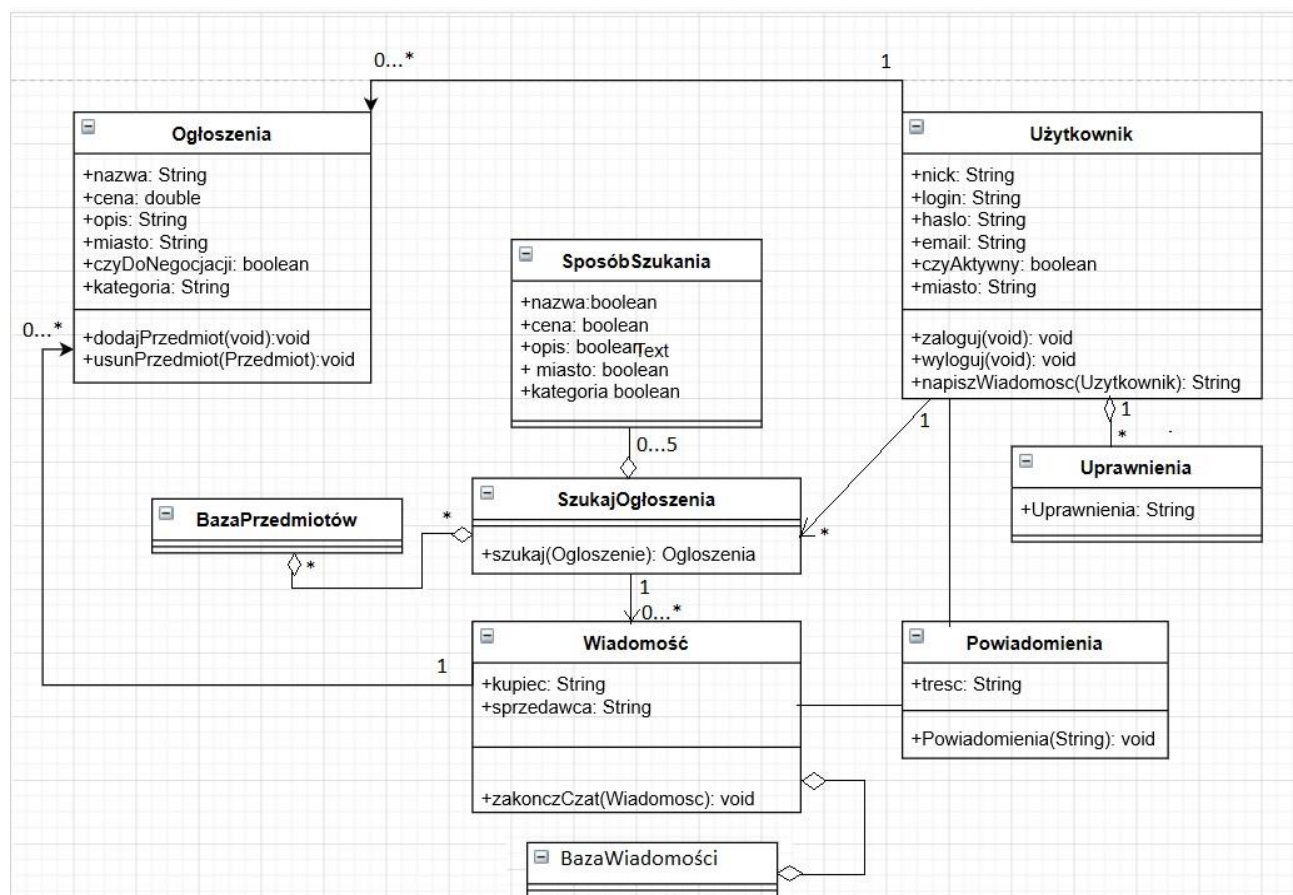 0...*
1
Ogłoszenia
+nazwa: String
+cena: double
+opis: String
+miasto: String
+czyDoNegocjacji: boolean
+kategoria: String
+dodajPrzedmiot(void):void
+usunPrzedmiot(Przedmiot):void
0...*
Użytkownik
+nick: String
+login: String
+haslo: String
+email: String
+czyAktywny: boolean
+miasto: String
+zaloguj(void): void
+wyloguj(void): void
+napiszWiadomosc(Uzytkownik): String
SposóbSzukania
+nazwa:boolean
+cena: boolean
+opis: boolean
Text
+ miasto: boolean
+kategoria boolean
0...5
1
1
*
Uprawnienia
+Uprawnienia: String
BazaPrzedmiotów
*
*
SzukajOgłoszenia
+szukaj(Ogloszenie): Ogloszenia
*
1
0...*
Wiadomość
+kupiec: String
+sprzedawca: String
+zakonczCzat(Wiadomosc): void
1
Powiadomienia
+tresc: String
+Powiadomienia(String): void
BazaWiadomości